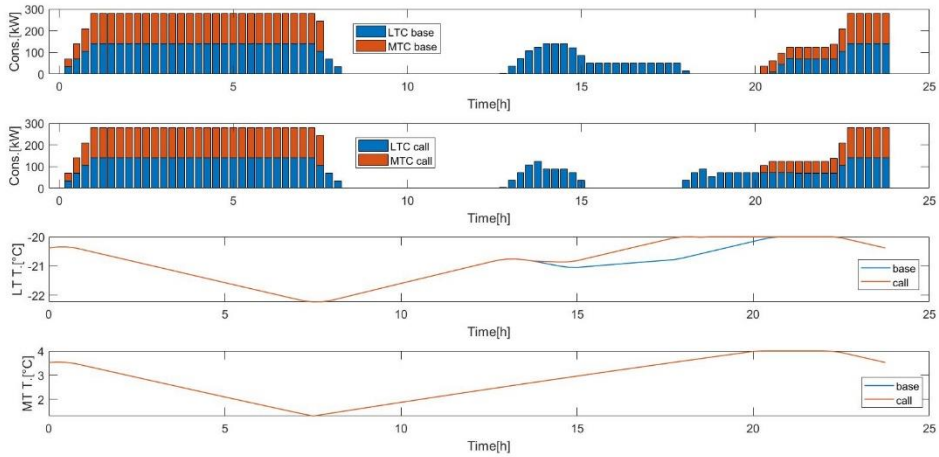 300
200
100
0
Cons.[kW]
LTC base
MTC base
0 5 10 15 20 25
Time[h]
300
200
100
0
Cons.[kW]
LTC call
MTC call
0 5 10 15 20 25
Time[h]
-20
-21
-22
LT T.[°C]
base
call
0 5 10 15 20 25
Time[h]
4
3
2
MT T.[°C]
base
call
0 5 10 15 20 25
Time[h]